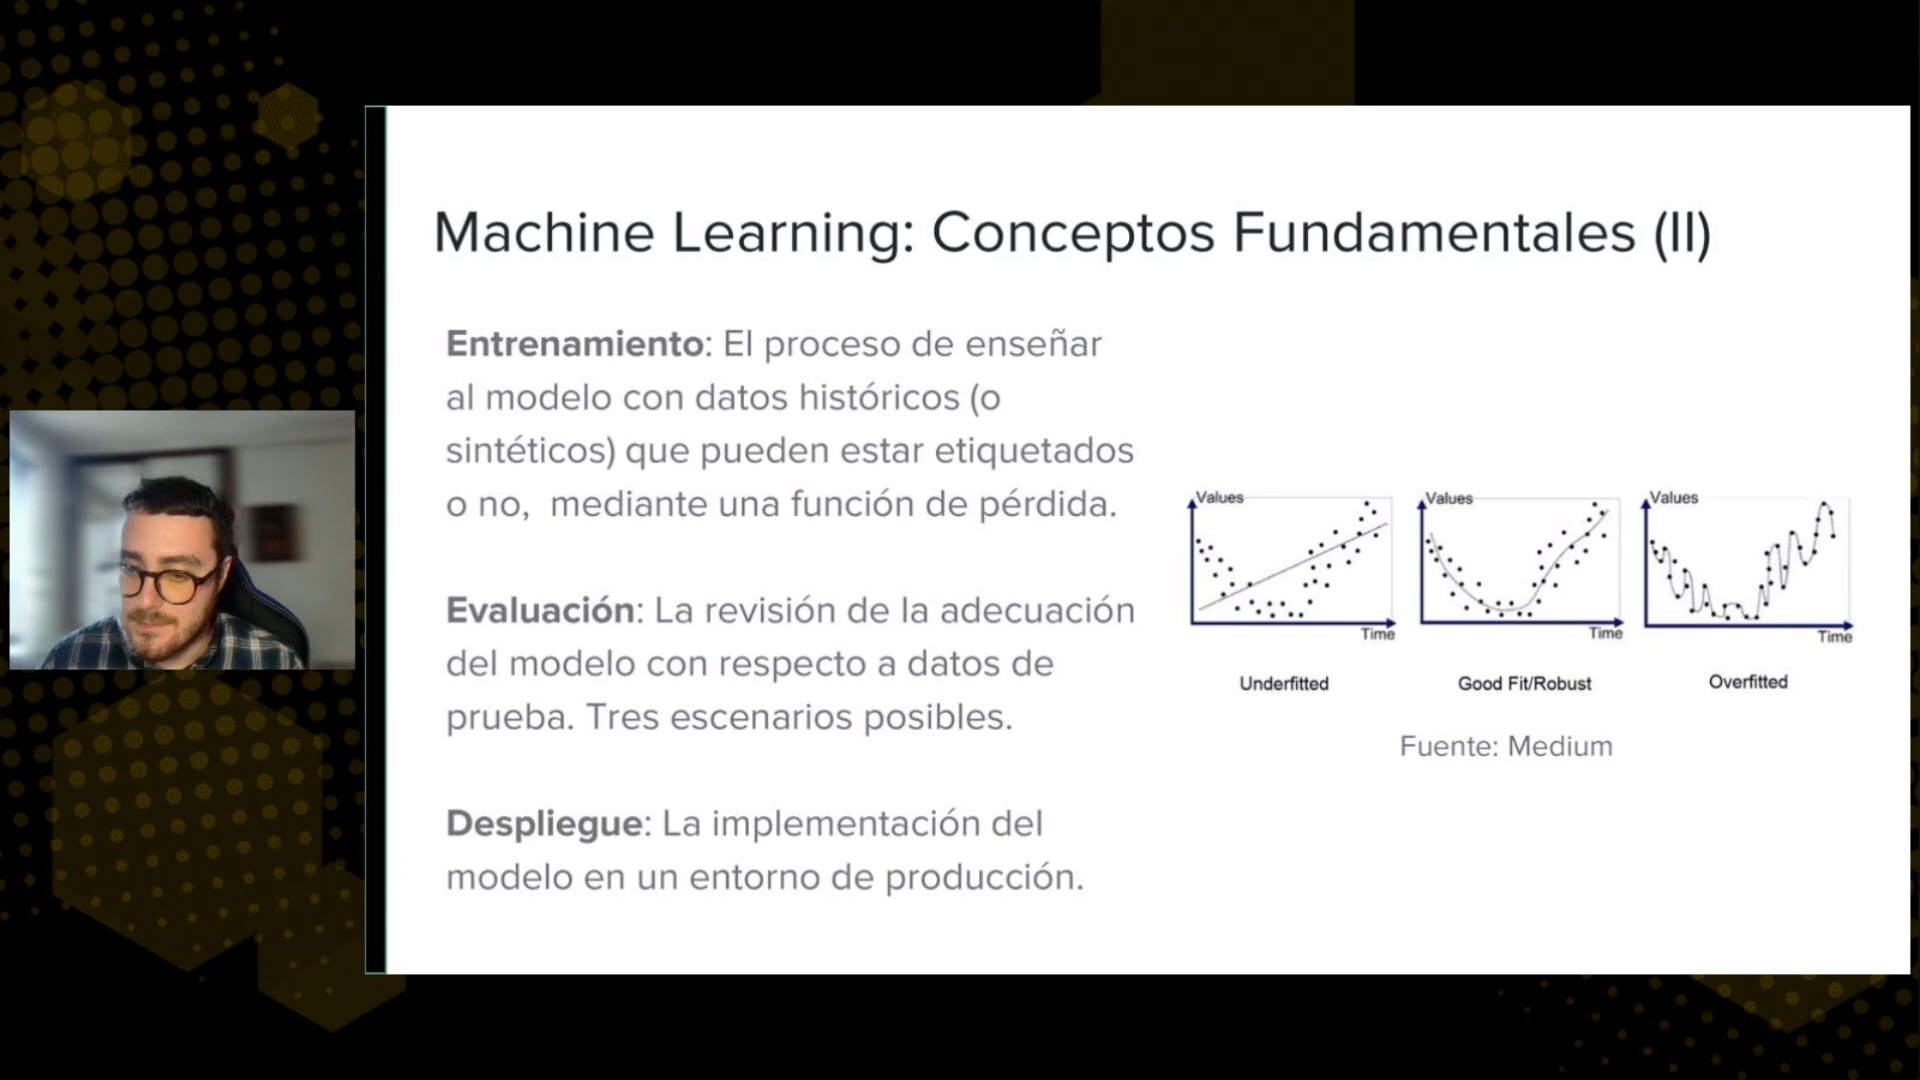 Machine Learning: Conceptos Fundamentales (II)
Entrenamiento: El proceso de enseñar
al modelo con datos históricos (o
sintéticos) que pueden estar etiquetados
o no,  mediante una función de pérdida.
Evaluación: La revisión de la adecuación
del modelo con respecto a datos de
prueba. Tres escenarios posibles.
Despliegue: La implementación del
modelo en un entorno de producción.
Values
Time
Underfitted
Values
Time
Good Fit/Robust
Values
Time
Overfitted
Fuente: Medium